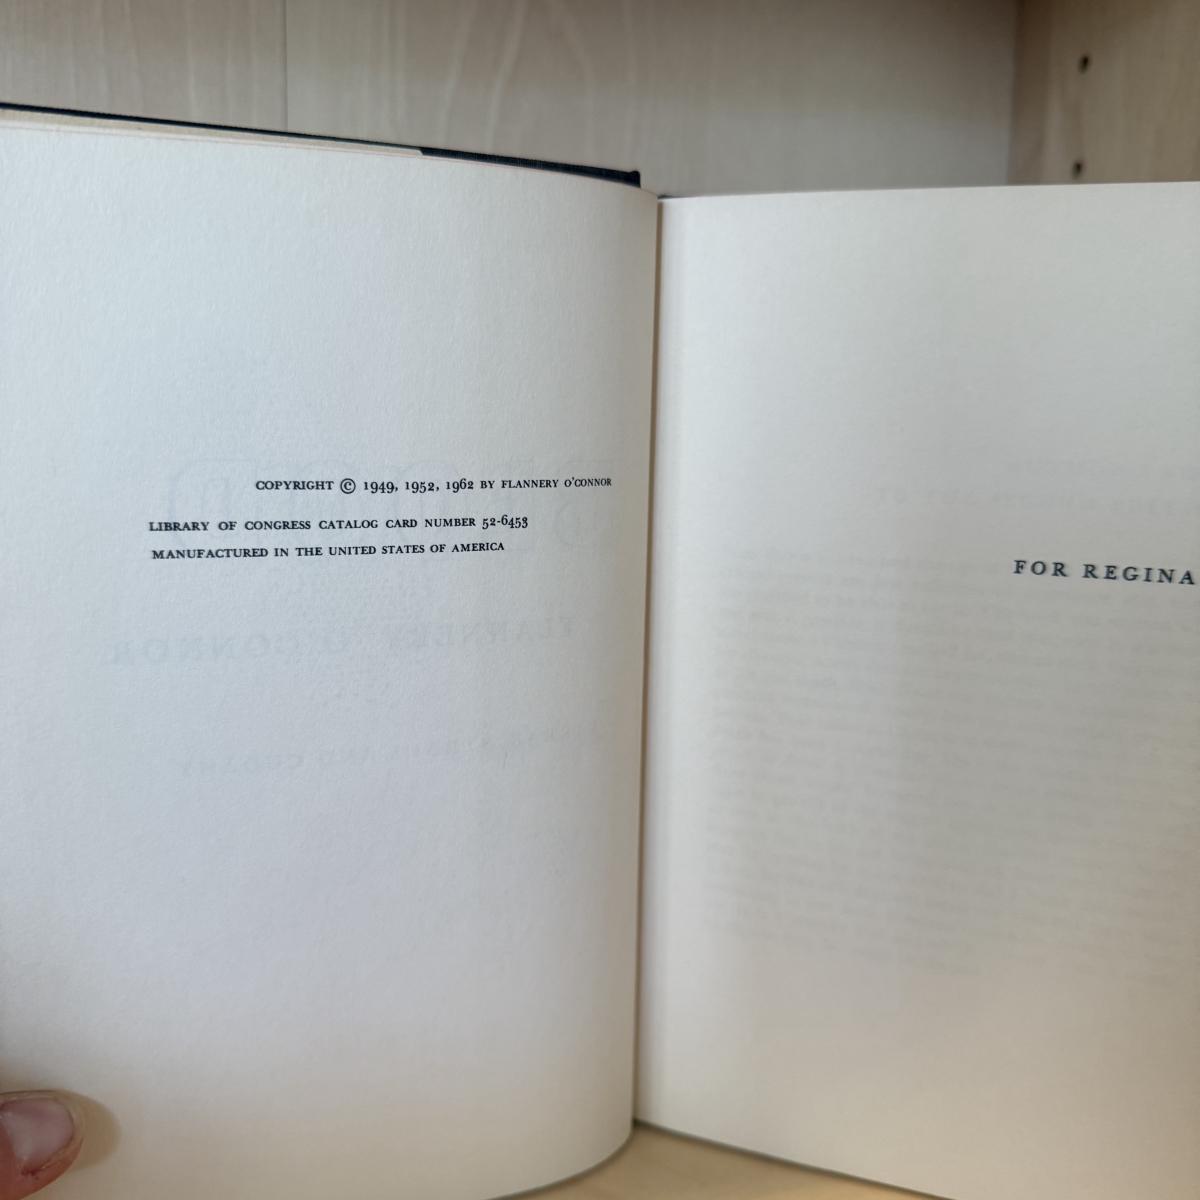 COPYRIGHT © 1949, 1952, 1962 BY FLANNERY O'CONNOR
LIBRARY OF CONGRESS CATALOG CARD NUMBER 52-6453
MANUFACTURED IN THE UNITED STATES OF AMERICA
FOR REGINA